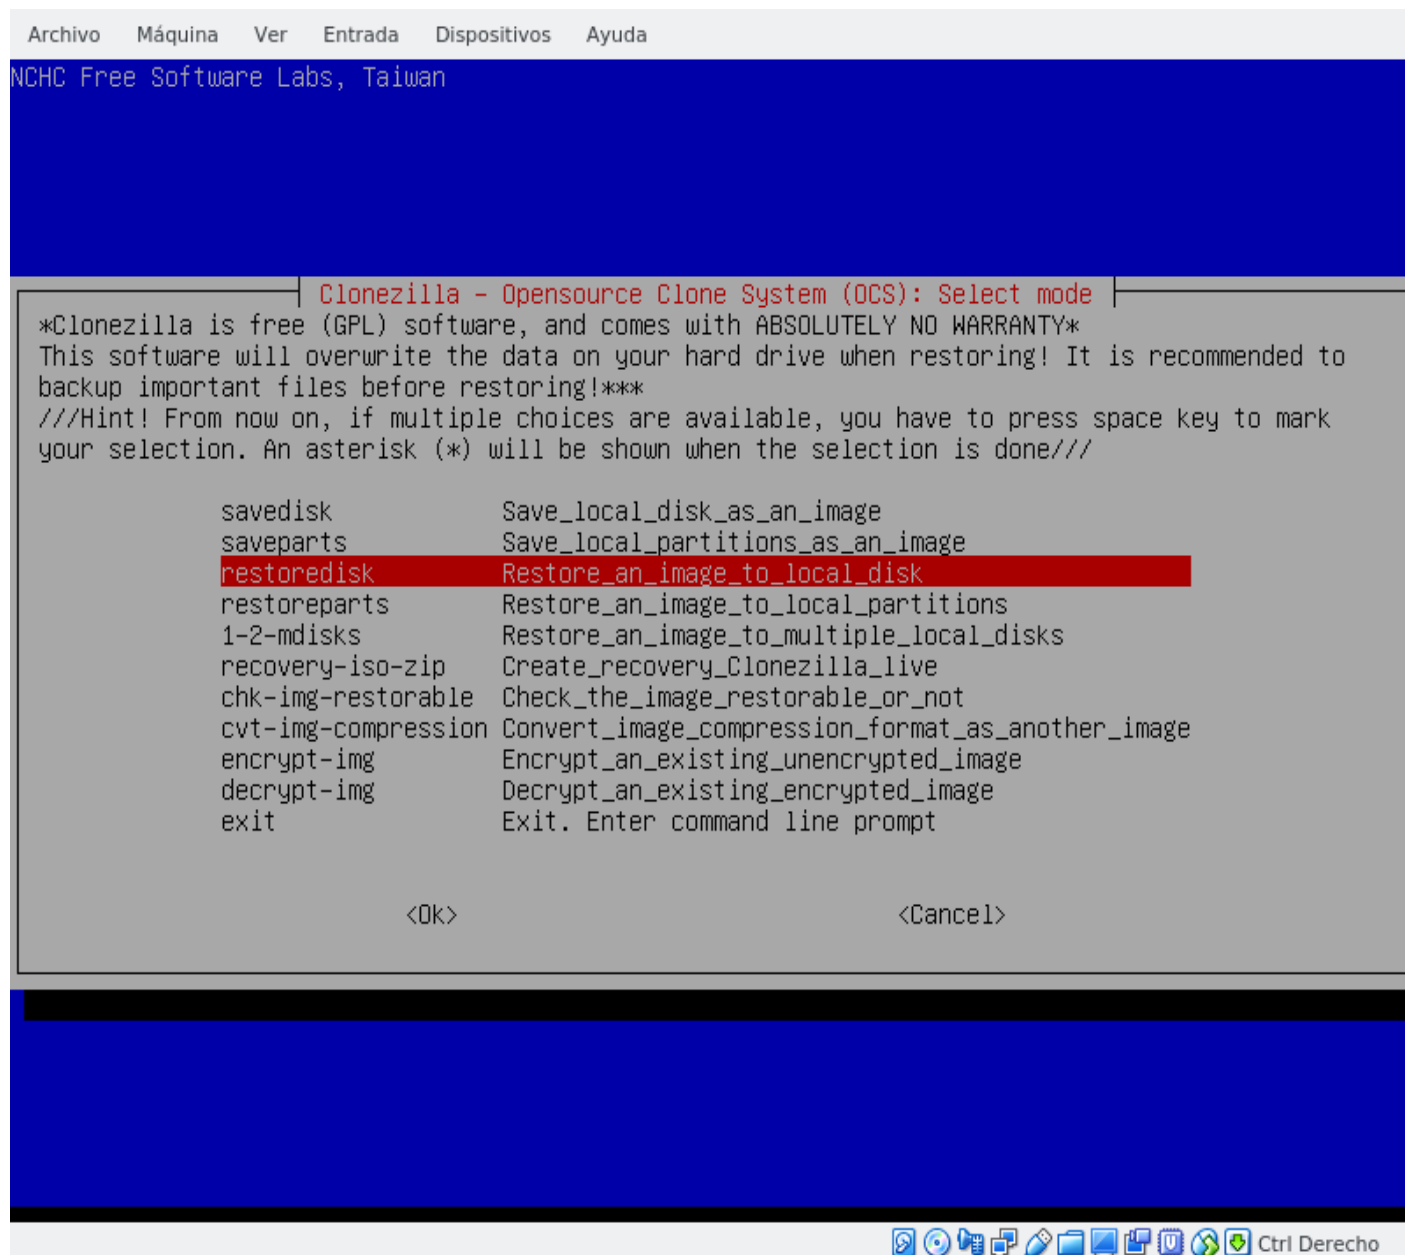 Archivo Máquina Ver Entrada Dispositivos Ayuda
NCHC Free Software Labs, Taiwan
Clonezilla - Opensource Clone System (OCS): Select mode
*Clonezilla is free (GPL) software, and comes with ABSOLUTELY NO WARRANTY*
This software will overwrite the data on your hard drive when restoring! It is recommended to
backup important files before restoring!***
///Hint! From now on, if multiple choices are available, you have to press space key to mark
your selection. An asterisk (*) will be shown when the selection is done///
savedisk Save_local_disk_as_an_image
saveparts Save_local_partitions_as_an_image
restoredisk Restore_an_image_to_local_disk
restoreparts Restore_an_image_to_local_partitions
1-2-mdisks Restore_an_image_to_multiple_local_disks
recovery-iso-zip Create_recovery_Clonezilla_live
chk-img-restorable Check_the_image_restorable_or_not
cvt-img-compression Convert_image_compression_format_as_another_image
encrypt-img Encrypt_an_existing_unencrypted_image
decrypt-img Decrypt_an_existing_encrypted_image
exit Exit. Enter command line prompt
<Ok> <Cancel>
Ctrl Derecho